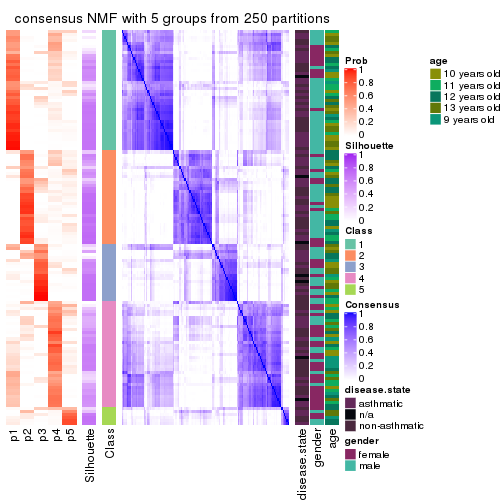 consensus NMF with 5 groups from 250 partitions
Prob
1
0.8
0.6
0.4
0.2
0
Silhouette
1
0.8
0.6
0.4
0.2
0
Class
1
2
3
4
5
Consensus
1
0.8
0.6
0.4
0.2
0
disease.state
asthmatic
n/a
non-asthmatic
gender
female
male
age
10 years old
11 years old
12 years old
13 years old
9 years old
p1
p2
p3
p4
p5
Silhouette
Class
disease.state
gender
age